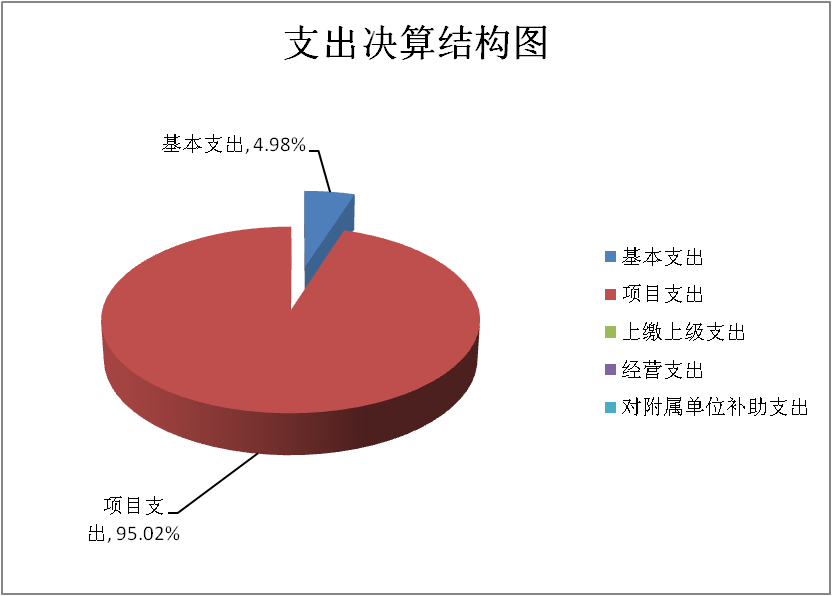 支出决算结构图
基本支出, 4.98%
基本支出
项目支出
上缴上级支出
经营支出
对附属单位补助支出
项目支
出, 95.02%